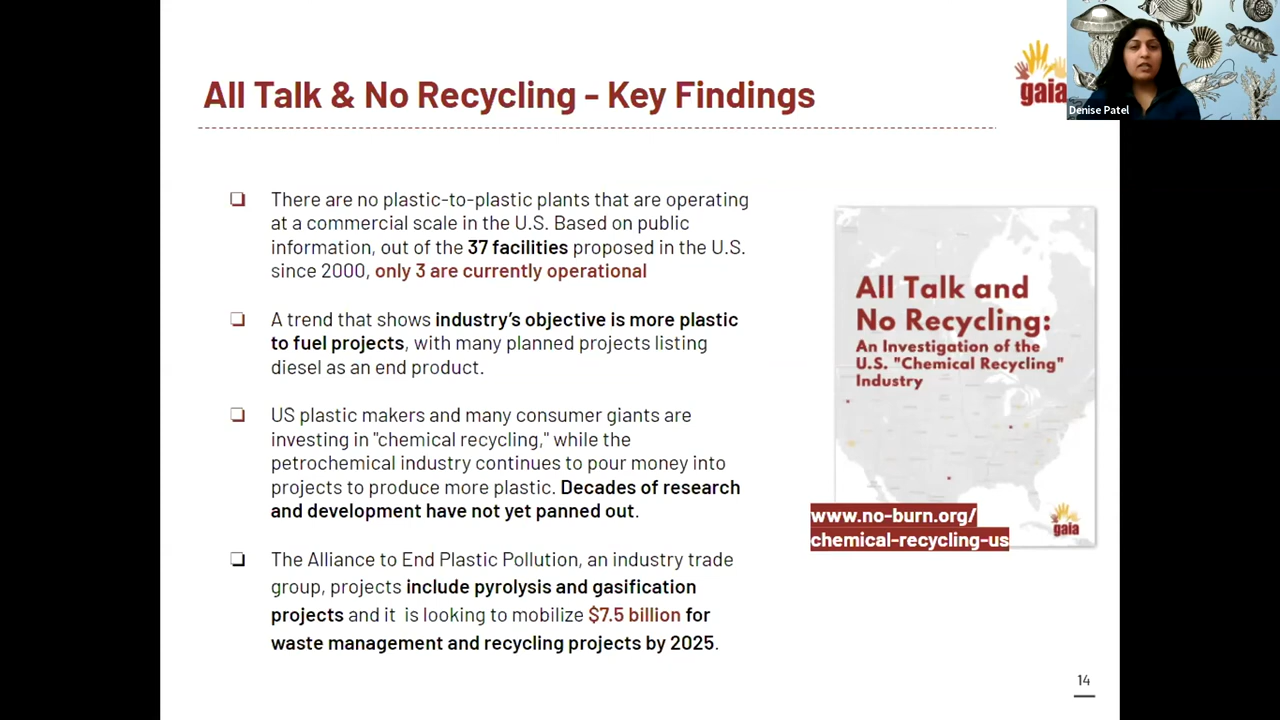 All Talk & No Recycling - Key Findings
gaia
Denise Patel
There are no plastic-to-plastic plants that are operating
at a commercial scale in the U.S. Based on public
information, out of the 37 facilities proposed in the U.S.
since 2000, only 3 are currently operational
A trend that shows industry's objective is more plastic
to fuel projects, with many planned projects listing
diesel as an end product.
US plastic makers and many consumer giants are
investing in "chemical recycling," while the
petrochemical industry continues to pour money into
projects to produce more plastic. Decades of research
and development have not yet panned out.
The Alliance to End Plastic Pollution, an industry trade
group, projects include pyrolysis and gasification
projects and it is looking to mobilize $7.5 billion for
waste management and recycling projects by 2025.
All Talk and
No Recycling:
An Investigation of the
U.S. "Chemical Recycling"
Industry
www.no-burn.org/
chemical-recycling-us
gaia
14